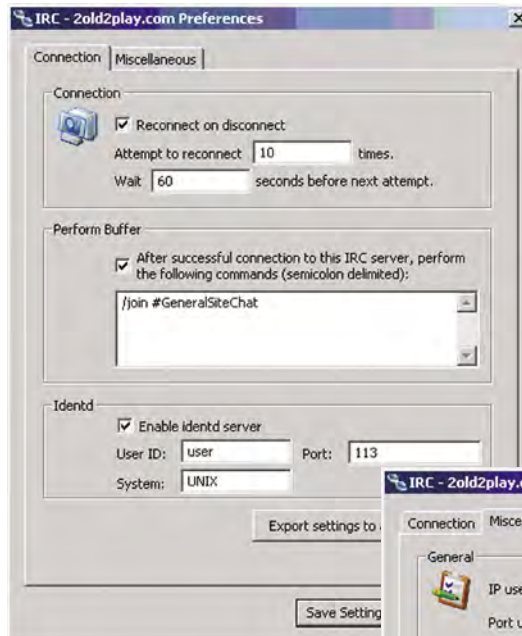 IRC - 2old2play.com Preferences
Connection Miscellaneous
Connection
Reconnect on disconnect
Attempt to reconnect 10 times.
Wait 60 seconds before next attempt.
Perform Buffer
After successful connection to this IRC server, perform
the following commands (semicolon delimited):
/join #GeneralSiteChat
Identd
Enable identd server
User ID: user Port: 113
System: UNIX
Export settings to
Save Setting
IRC - 2old2play.
Connection Misce
General
IP use
Port u